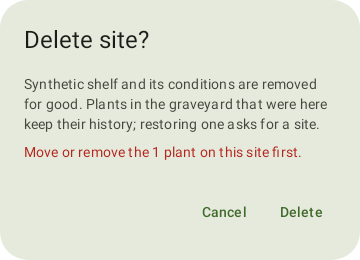 Delete site?
Synthetic shelf and its conditions are removed
for good. Plants in the graveyard that were here
keep their history; restoring one asks for a site.
Move or remove the 1 plant on this site first.
Cancel Delete